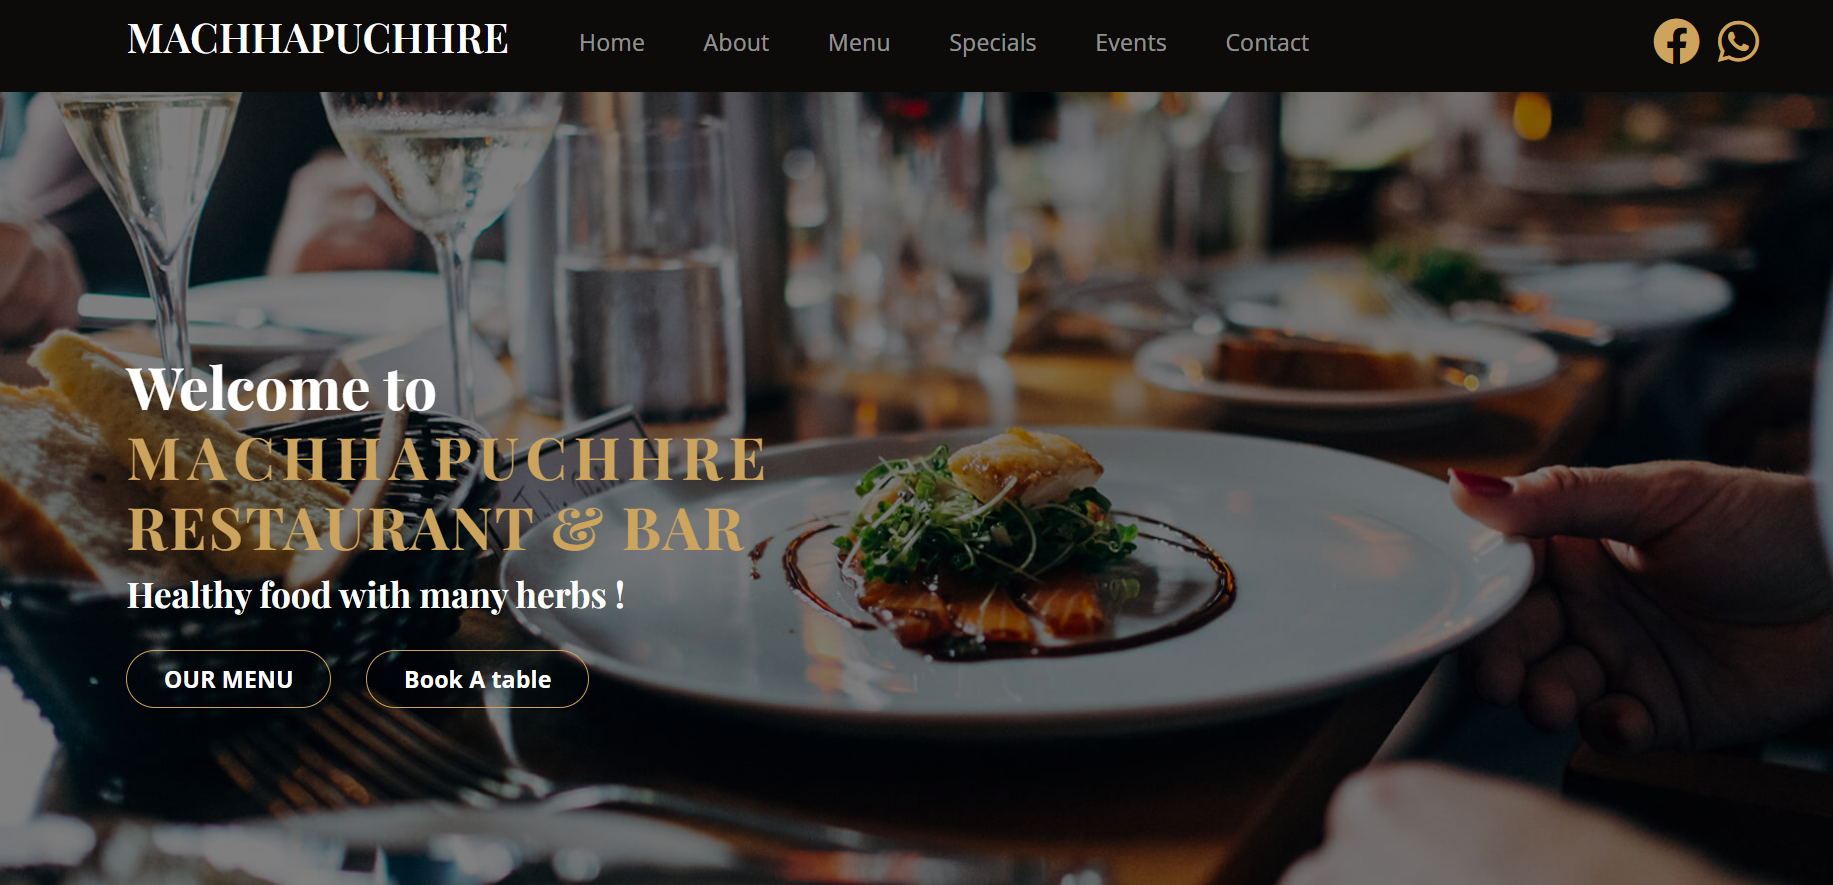 MACHHAPUCHHRE
Home About Menu Specials Events Contact
Welcome to
MACHHAPUCHHRE
RESTAURANT & BAR
Healthy food with many herbs !
OUR MENU Book A table